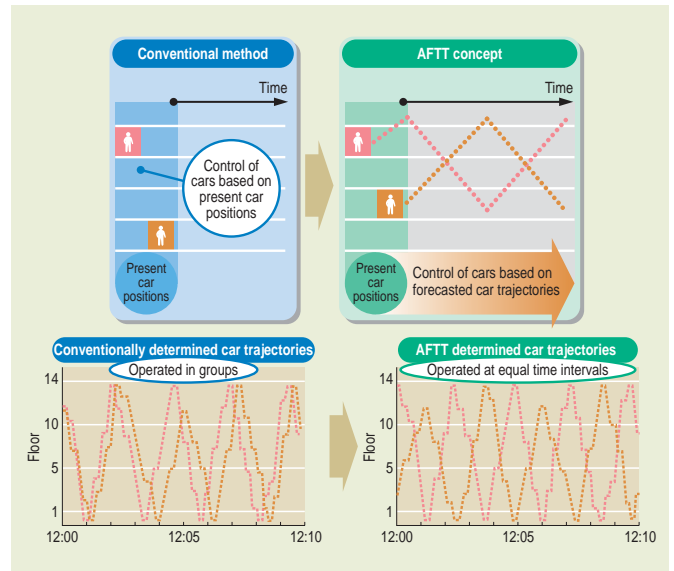 Conventional method
Time
Control of
cars based on
present car
positions
Present
car
positions
AFTT concept
Time
Present
car
positions
Control of cars based on
forecasted car trajectories
Conventionally determined car trajectories
Operated in groups
Floor
14
10
5
1
12:00
12:05
12:10
AFTT determined car trajectories
Operated at equal time intervals
Floor
14
10
5
1
12:00
12:05
12:10